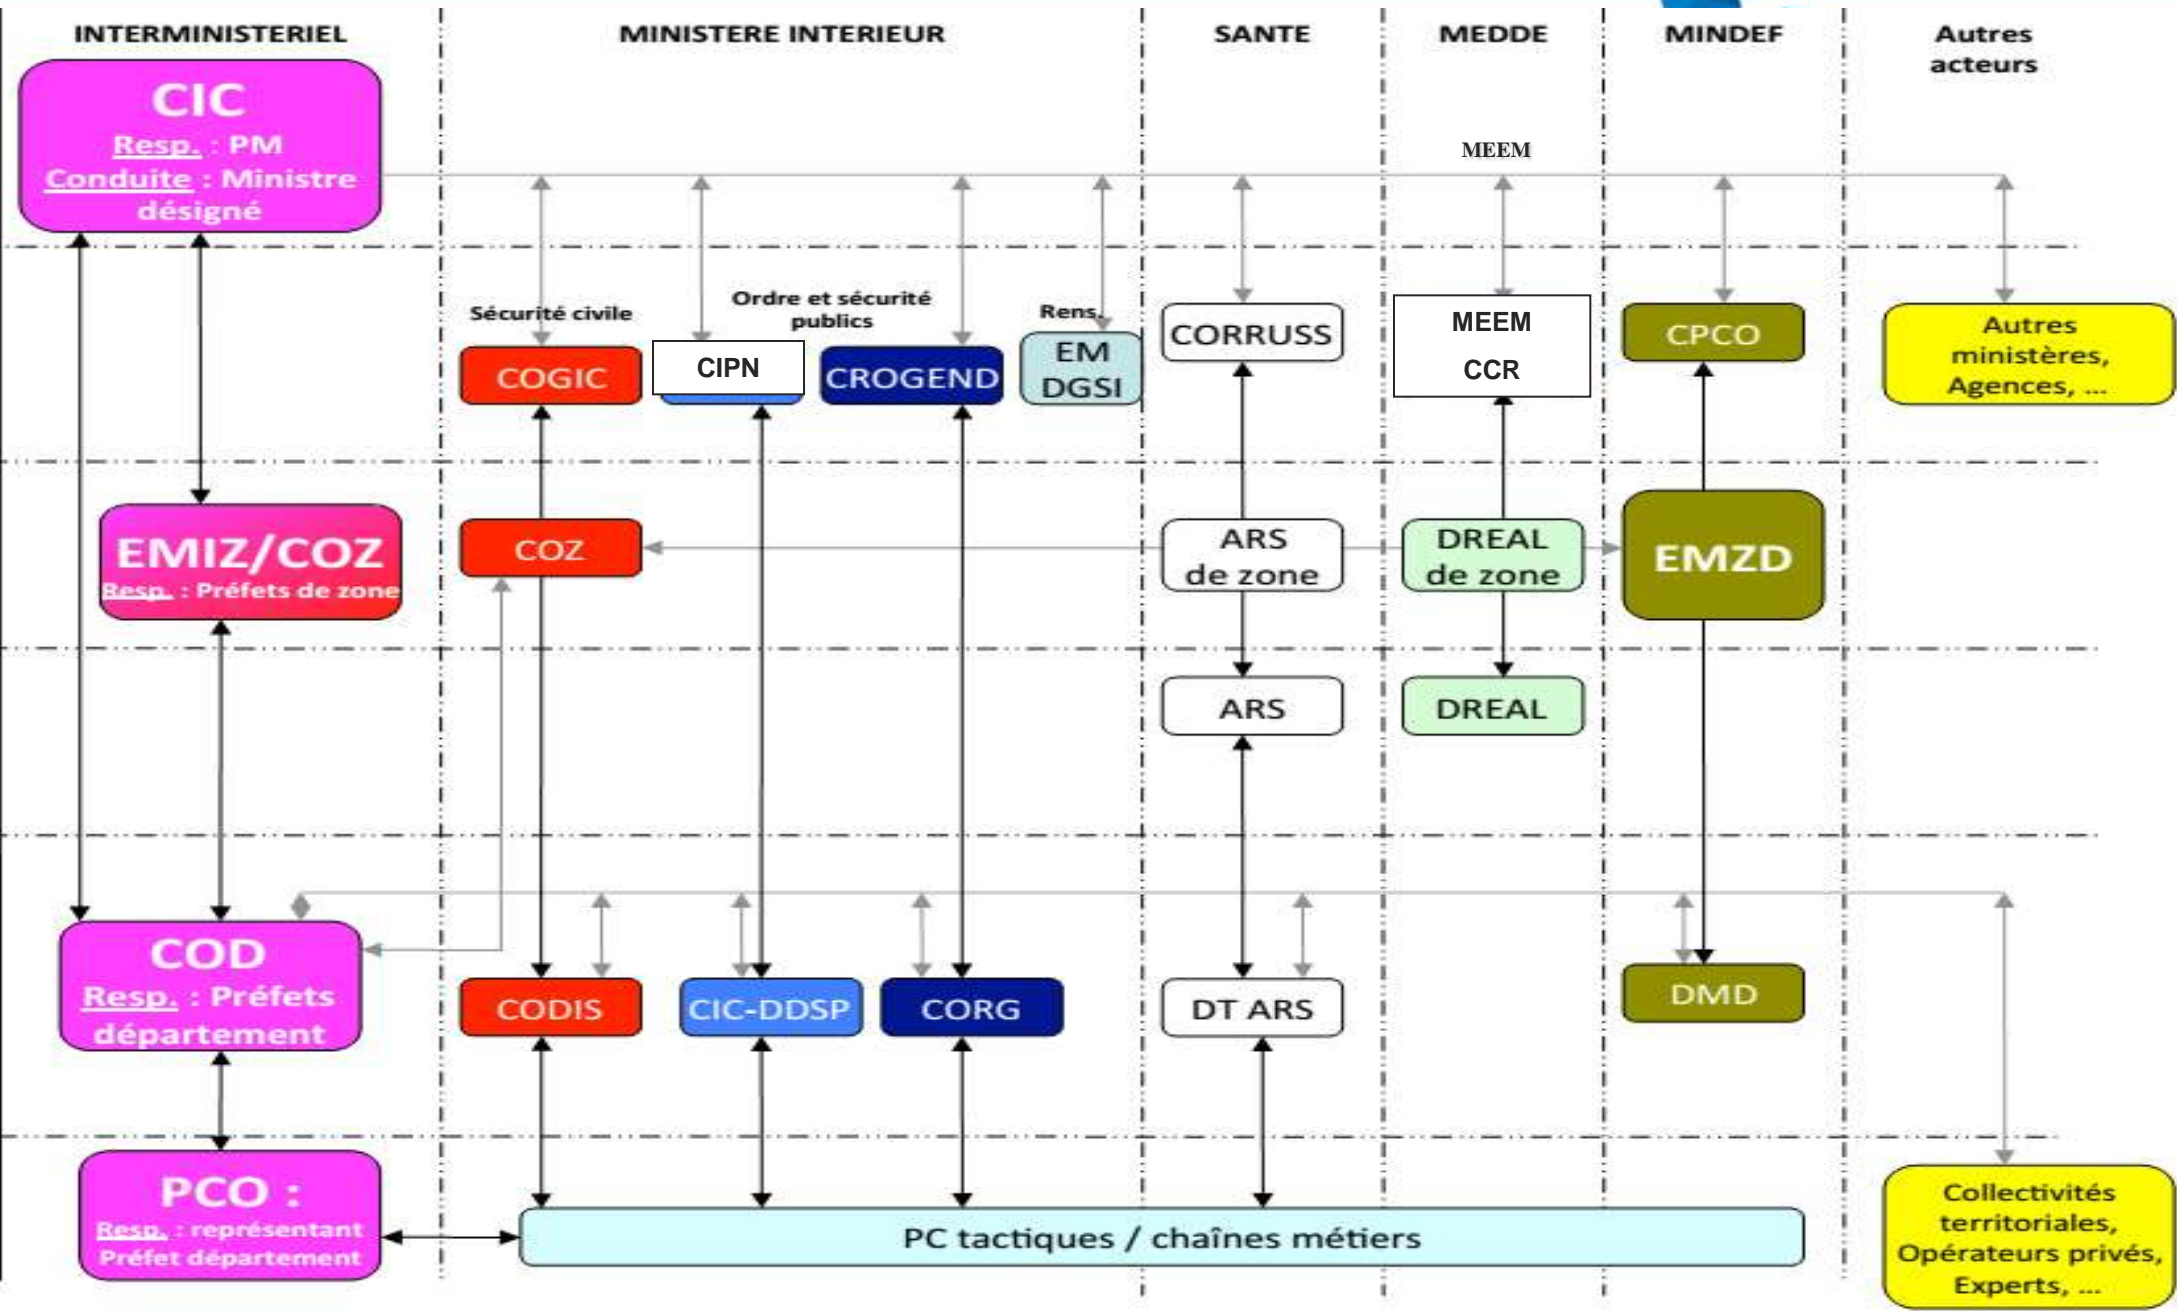 INTERMINISTERIEL
MINISTERE INTERIEUR
SANTE
MEDDE
MINDEF
Autres
acteurs
CIC
Resp. : PM
Conduite : Ministre
désigné
MEEM
Sécurité civile
Ordre et sécurité
publics
Rens.
COGIC
CIPN
CROGEND
EM
DGSI
CORRUSS
MEEM
CCR
CPCO
Autres
ministères,
Agences, ...
EMIZ/COZ
Resp. : Préfets de zone
COZ
ARS
de zone
DREAL
de zone
EMZD
ARS
DREAL
COD
Resp. : Préfets
département
CODIS
CIC-DDSP
CORG
DT ARS
DMD
PCO :
Resp. : représentant
Préfet département
PC tactiques / chaînes métiers
Collectivités
territoriales,
Opérateurs privés,
Experts, ...